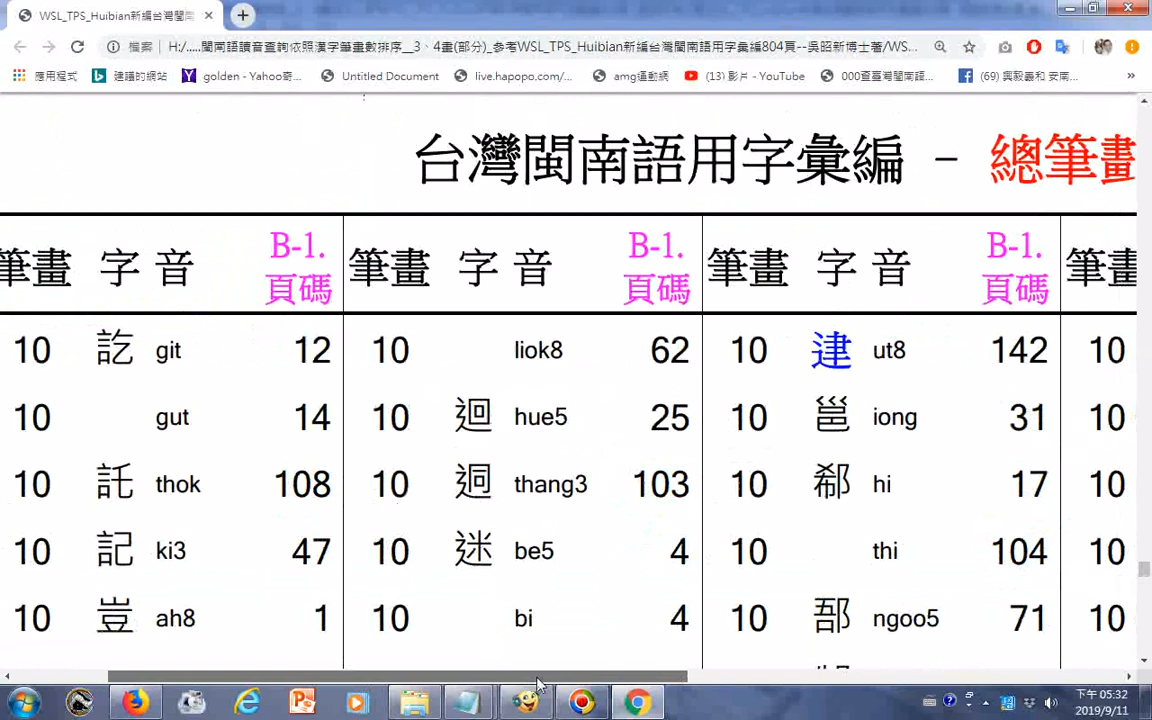 WSL_TPS_Huibian新編台灣閩南
檔案 H:/.....閩南語讀音查詢依照漢字筆畫數排序__3、4畫(部分)_參考WSL_TPS_Huibian新編台灣閩南語用字彙編804頁--吳昭新博士著/WS...
應用程式 建議的網站 golden - Yahoo奇... Untitled Document live.hapopo.com/... amg運動網 (13) 影片 - YouTube 000查臺灣閩南語... (69) 興毅義和 安南... »
台灣閩南語用字彙編 - 總筆畫
筆畫 字 音 B-1.頁碼 筆畫 字 音 B-1.頁碼 筆畫 字 音 B-1.頁碼 筆畫
10 訖 git 12 10 liok8 62 10 建 ut8 142 10
10 gut 14 10 迴 hue5 25 10 邕 iong 31 10
10 託 thok 108 10 迵 thang3 103 10 郗 hi 17 10
10 記 ki3 47 10 迷 be5 4 10 thi 104 10
10 豈 ah8 1 10 bi 4 10 郚 ngoo5 71 10
下午 05:32
2019/9/11